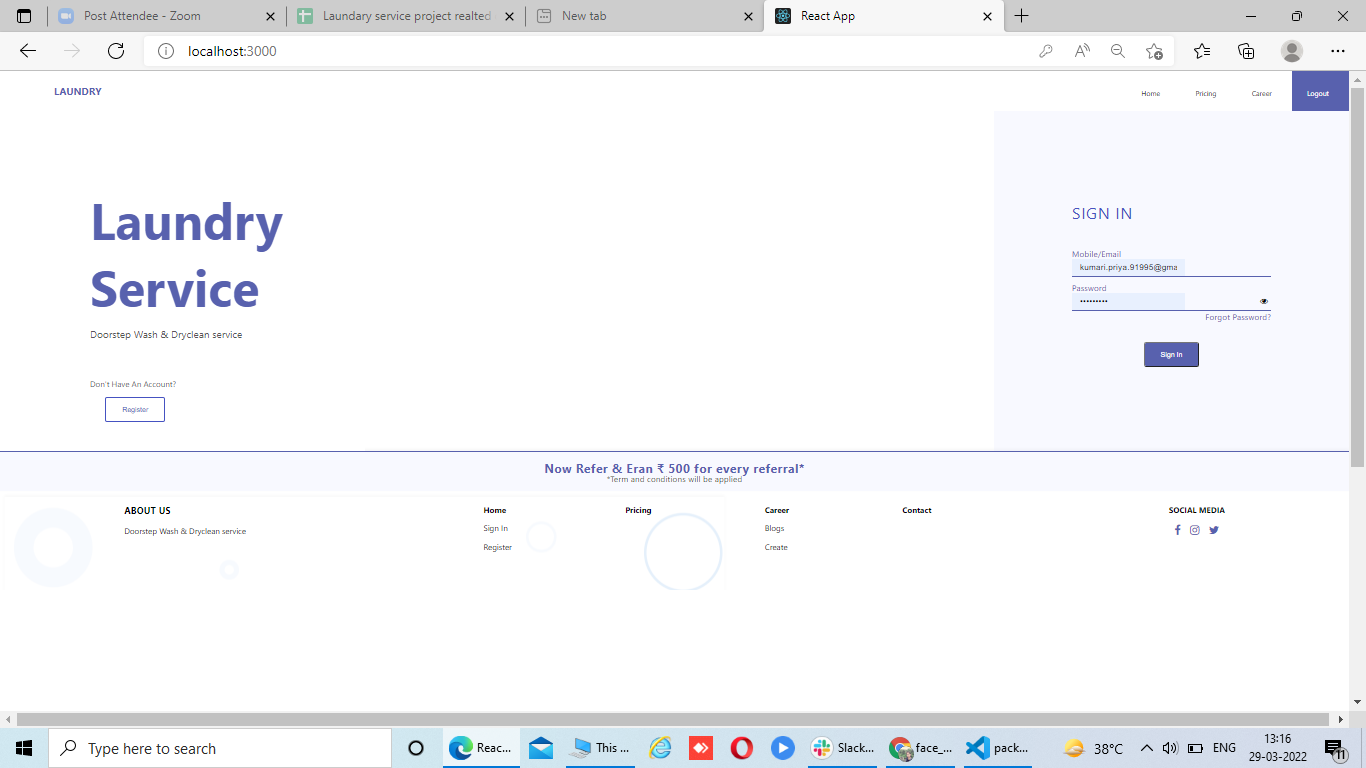 Post Attendee - Zoom
Laundary service project realted
New tab
React App
localhost:3000
LAUNDRY
Home
Pricing
Career
Logout
Laundry
Service
Doorstep Wash & Dryclean service
Don't Have An Account?
Register
SIGN IN
Mobile/Email
kumari.priya.91995@gma
Password
•••••••••
Forgot Password?
Sign In
Now Refer & Eran ₹ 500 for every referral*
*Term and conditions will be applied
ABOUT US
Doorstep Wash & Dryclean service
Home
Sign In
Register
Pricing
Career
Blogs
Create
Contact
SOCIAL MEDIA
Type here to search
Reac...
This ...
Slack...
face_...
pack...
38°C
ENG
13:16
29-03-2022
11